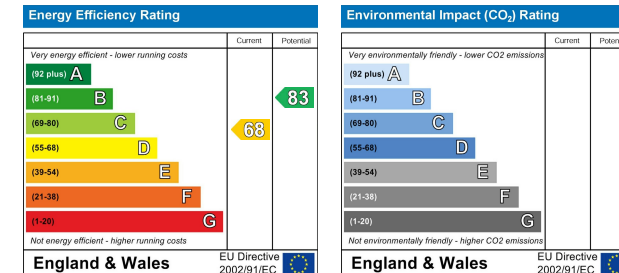 Energy Efficiency Rating
Current Potential
Very energy efficient - lower running costs
(92 plus) A
(81-91) B
83
(69-80) C
68
(55-68) D
(39-54) E
(21-38) F
(1-20) G
Not energy efficient - higher running costs
England & Wales
EU Directive
2002/91/EC
Environmental Impact (CO₂) Rating
Current Poten
Very environmentally friendly - lower CO2 emissions
(92 plus) A
(81-91) B
(69-80) C
(55-68) D
(39-54) E
(21-38) F
(1-20) G
Not environmentally friendly - higher CO2 emissions
England & Wales
EU Directive
2002/91/EC